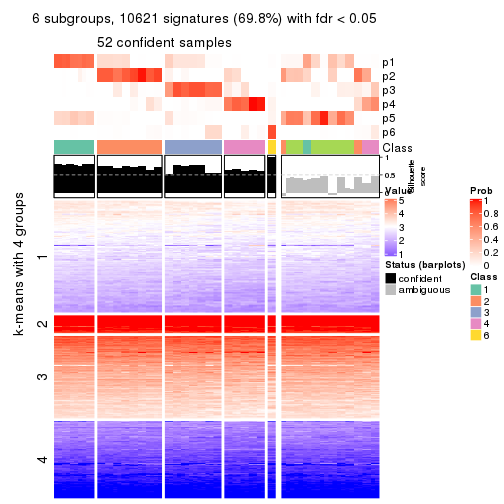 6 subgroups, 10621 signatures (69.8%) with fdr < 0.05
52 confident samples
p1
p2
p3
p4
p5
p6
Class
1
0.5
0
Silhouette
score
k-means with 4 groups
1
2
3
4
Value
5
4
3
2
1
Status (barplots)
confident
ambiguous
Prob
1
0.8
0.6
0.4
0.2
0
Class
1
2
3
4
6